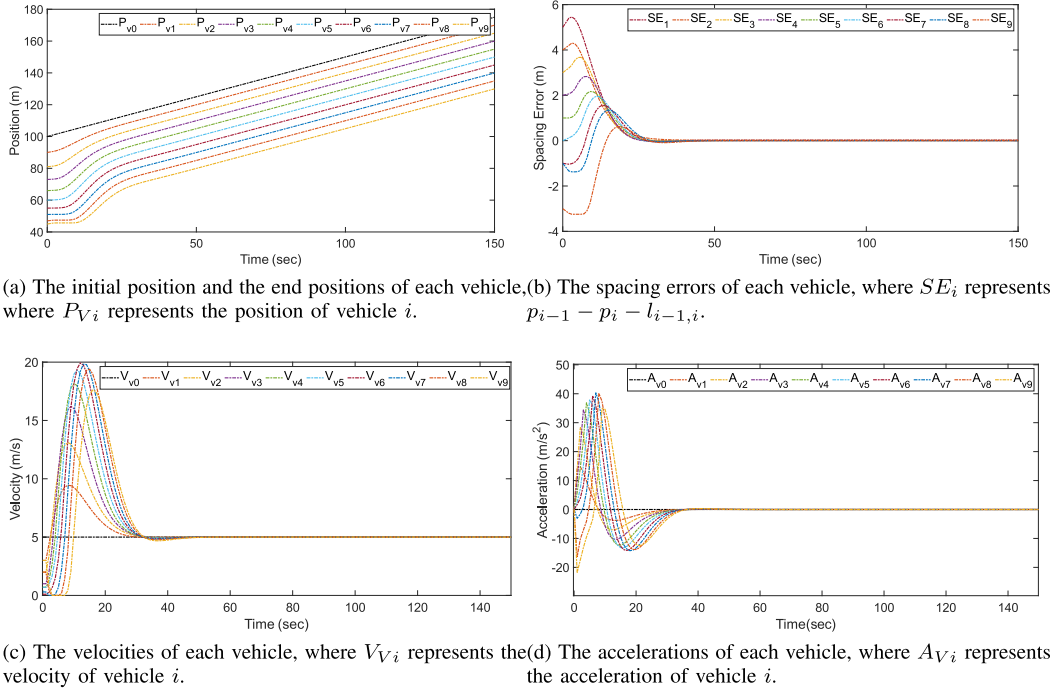 P_v0 P_v1 P_v2 P_v3 P_v4 P_v5 P_v6 P_v7 P_v8 P_v9
180
160
140
120
100
80
60
40
Position (m)
0 50 100 150
Time (sec)
SE_1 SE_2 SE_3 SE_4 SE_5 SE_6 SE_7 SE_8 SE_9
6
4
2
0
-2
-4
Spacing Error (m)
0 50 100 150
Time (sec)
(a) The initial position and the end positions of each vehicle,
where P_{Vi} represents the position of vehicle i.
(b) The spacing errors of each vehicle, where SE_i represents
p_{i−1} − p_i − l_{i−1,i}.
V_v0 V_v1 V_v2 V_v3 V_v4 V_v5 V_v6 V_v7 V_v8 V_v9
20
15
10
5
0
Velocity (m/s)
0 20 40 60 80 100 120 140
Time (sec)
A_v0 A_v1 A_v2 A_v3 A_v4 A_v5 A_v6 A_v7 A_v8 A_v9
50
40
30
20
10
0
-10
-20
Acceleration (m/s²)
0 20 40 60 80 100 120 140
Time(sec)
(c) The velocities of each vehicle, where V_{Vi} represents the
velocity of vehicle i.
(d) The accelerations of each vehicle, where A_{Vi} represents
the acceleration of vehicle i.